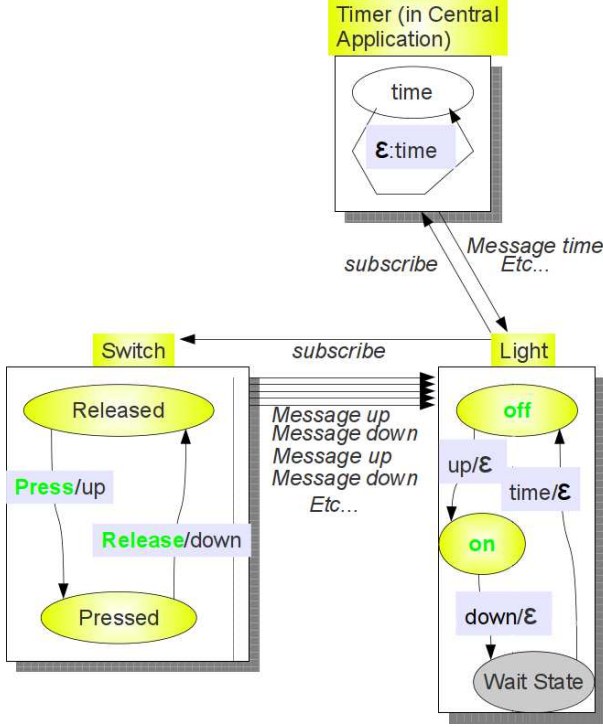 Timer (in Central
Application)
time
ε:time
subscribe
Message time
Etc...
Switch
subscribe
Light
Released
Press/up
Release/down
Pressed
Message up
Message down
Message up
Message down
Etc...
off
up/ε
time/ε
on
down/ε
Wait State